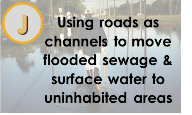 J
Using roads as
channels to move
flooded sewage &
surface water to
uninhabited areas